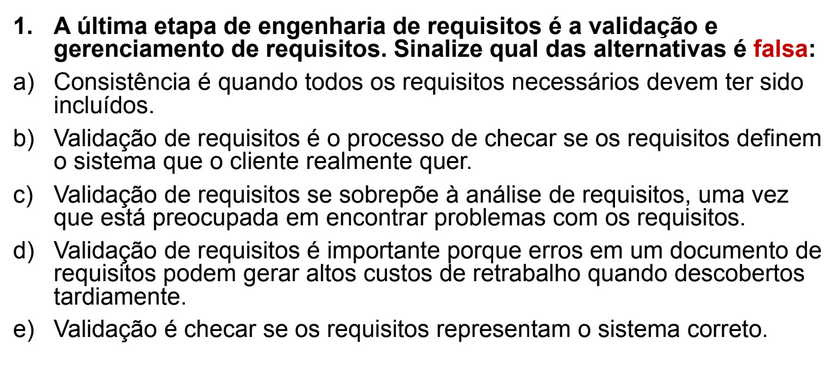 1. A última etapa de engenharia de requisitos é a validação e
gerenciamento de requisitos. Sinalize qual das alternativas é falsa:
a) Consistência é quando todos os requisitos necessários devem ter sido
incluídos.
b) Validação de requisitos é o processo de checar se os requisitos definem
o sistema que o cliente realmente quer.
c) Validação de requisitos se sobrepõe à análise de requisitos, uma vez
que está preocupada em encontrar problemas com os requisitos.
d) Validação de requisitos é importante porque erros em um documento de
requisitos podem gerar altos custos de retrabalho quando descobertos
tardiamente.
e) Validação é checar se os requisitos representam o sistema correto.